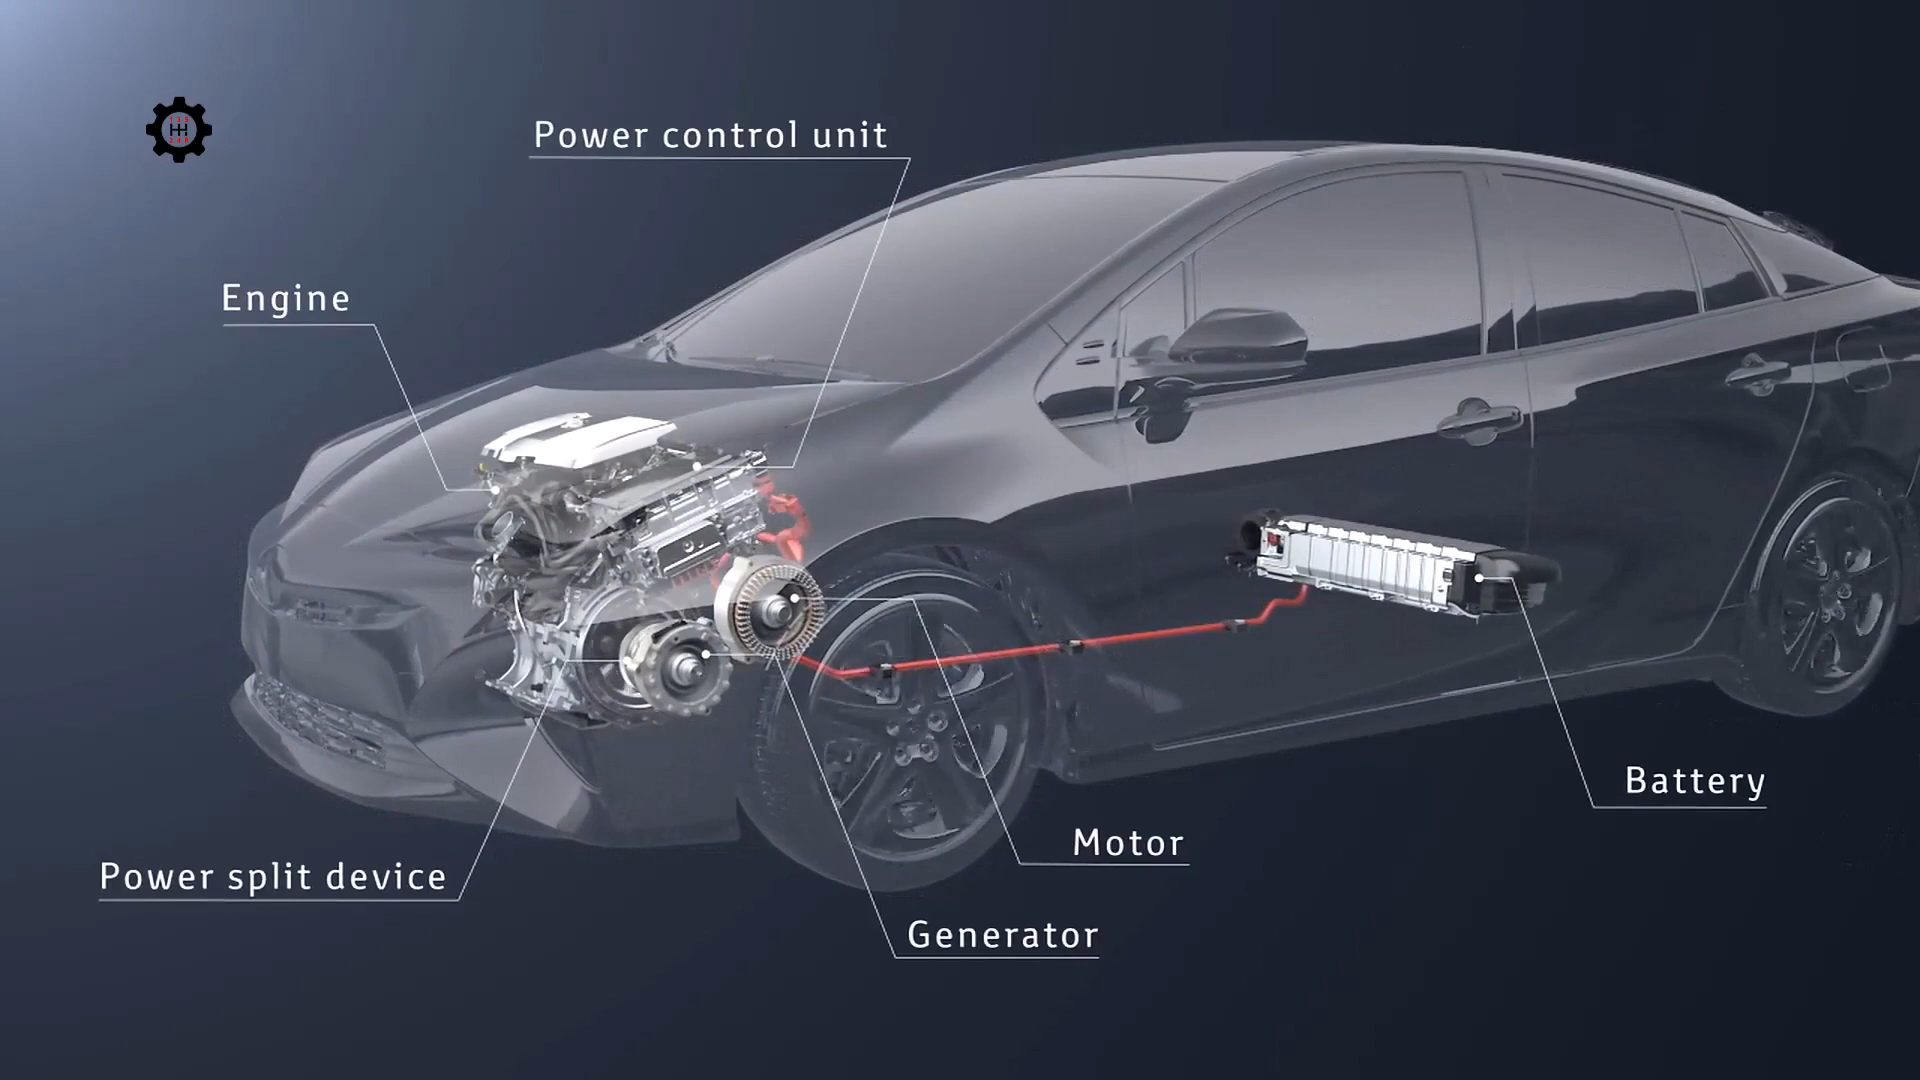 Power control unit
Engine
Battery
Motor
Power split device
Generator